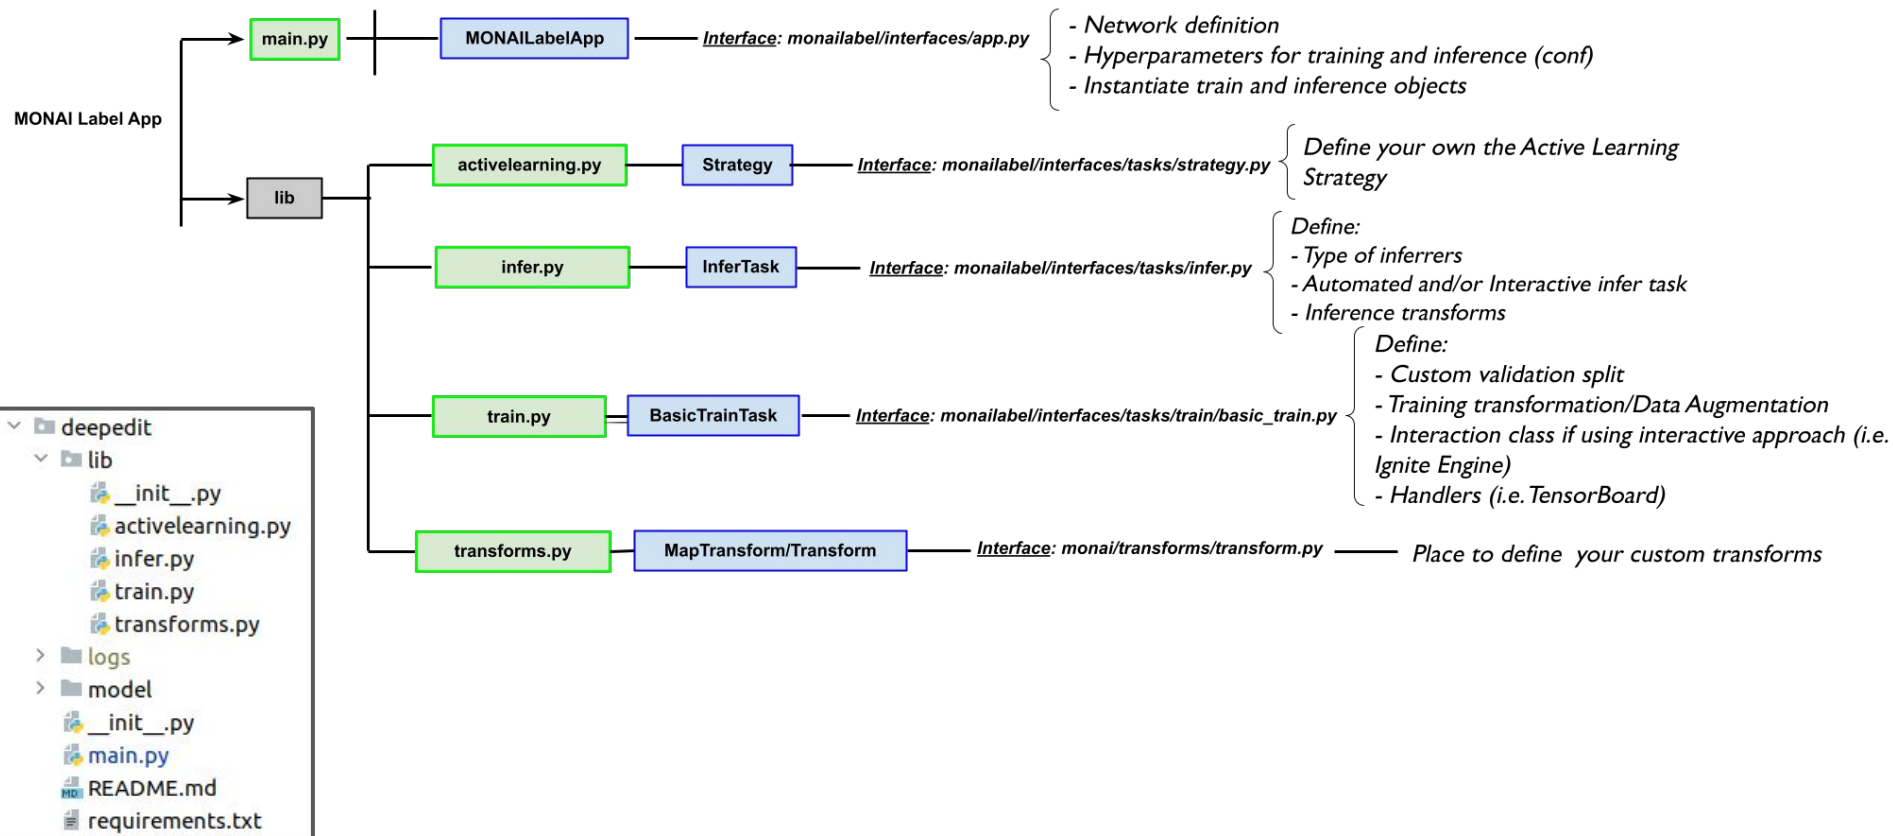 main.py
MONAILabelApp
Interface: monailabel/interfaces/app.py
- Network definition
- Hyperparameters for training and inference (conf)
- Instantiate train and inference objects
MONAI Label App
lib
activelearning.py
Strategy
Interface: monailabel/interfaces/tasks/strategy.py
Define your own the Active Learning
Strategy
infer.py
InferTask
Interface: monailabel/interfaces/tasks/infer.py
Define:
- Type of inferrers
- Automated and/or Interactive infer task
- Inference transforms
train.py
BasicTrainTask
Interface: monailabel/interfaces/tasks/train/basic_train.py
Define:
- Custom validation split
- Training transformation/Data Augmentation
- Interaction class if using interactive approach (i.e.
Ignite Engine)
- Handlers (i.e. TensorBoard)
transforms.py
MapTransform/Transform
Interface: monai/transforms/transform.py
Place to define your custom transforms
deepedit
lib
__init__.py
activelearning.py
infer.py
train.py
transforms.py
logs
model
__init__.py
main.py
MD README.md
requirements.txt